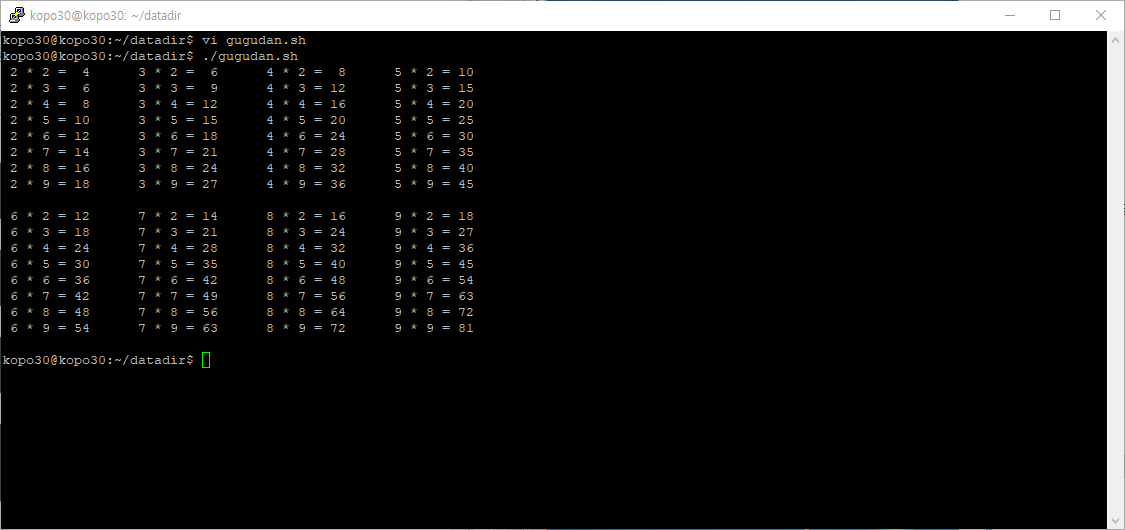 kopo30@kopo30: ~/datadir
kopo30@kopo30:~/datadir$ vi gugudan.sh
kopo30@kopo30:~/datadir$ ./gugudan.sh
 2 * 2 =  4      3 * 2 =  6      4 * 2 =  8      5 * 2 = 10
 2 * 3 =  6      3 * 3 =  9      4 * 3 = 12      5 * 3 = 15
 2 * 4 =  8      3 * 4 = 12      4 * 4 = 16      5 * 4 = 20
 2 * 5 = 10      3 * 5 = 15      4 * 5 = 20      5 * 5 = 25
 2 * 6 = 12      3 * 6 = 18      4 * 6 = 24      5 * 6 = 30
 2 * 7 = 14      3 * 7 = 21      4 * 7 = 28      5 * 7 = 35
 2 * 8 = 16      3 * 8 = 24      4 * 8 = 32      5 * 8 = 40
 2 * 9 = 18      3 * 9 = 27      4 * 9 = 36      5 * 9 = 45

 6 * 2 = 12      7 * 2 = 14      8 * 2 = 16      9 * 2 = 18
 6 * 3 = 18      7 * 3 = 21      8 * 3 = 24      9 * 3 = 27
 6 * 4 = 24      7 * 4 = 28      8 * 4 = 32      9 * 4 = 36
 6 * 5 = 30      7 * 5 = 35      8 * 5 = 40      9 * 5 = 45
 6 * 6 = 36      7 * 6 = 42      8 * 6 = 48      9 * 6 = 54
 6 * 7 = 42      7 * 7 = 49      8 * 7 = 56      9 * 7 = 63
 6 * 8 = 48      7 * 8 = 56      8 * 8 = 64      9 * 8 = 72
 6 * 9 = 54      7 * 9 = 63      8 * 9 = 72      9 * 9 = 81

kopo30@kopo30:~/datadir$